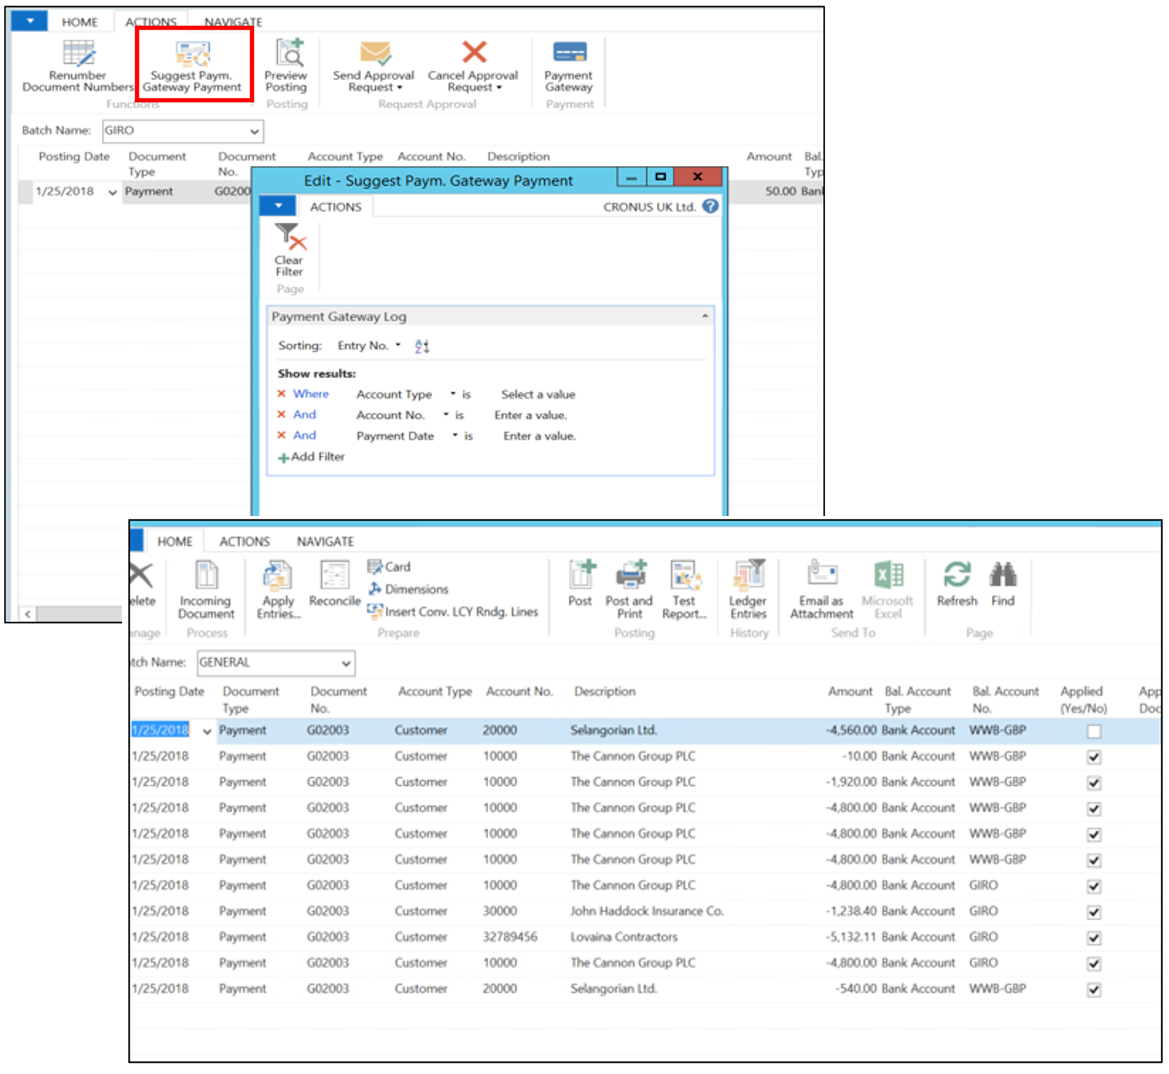 HOME ACTIONS NAVIGATE
Renumber Document Numbers
Suggest Paym. Gateway Payment
Preview Posting
Send Approval Request
Cancel Approval Request
Payment Gateway
Functions Posting Request Approval Payment
Batch Name: GIRO
Posting Date Document Type Document No. Account Type Account No. Description Amount Bal. Typ
1/25/2018 Payment G0200 50.00 Bank
Edit - Suggest Paym. Gateway Payment
ACTIONS CRONUS UK Ltd.
Clear
Filter
Page
Payment Gateway Log
Sorting: Entry No.
Show results:
Where Account Type is Select a value
And Account No. is Enter a value.
And Payment Date is Enter a value.
Add Filter
HOME ACTIONS NAVIGATE
elete
Incoming Document
Apply Entries...
Reconcile
Card
Dimensions
Insert Conv. LCY Rndg. Lines
Post
Post and Print
Test Report...
Ledger Entries
Email as Attachment
Microsoft Excel
Refresh
Find
anage Process Prepare Posting History Send To Page
tch Name: GENERAL
Posting Date Document Type Document No. Account Type Account No. Description Amount Bal. Account Type Bal. Account No. Applied (Yes/No) App Doc
1/25/2018 Payment G02003 Customer 20000 Selangorian Ltd. -4,560.00 Bank Account WWB-GBP
1/25/2018 Payment G02003 Customer 10000 The Cannon Group PLC -10.00 Bank Account WWB-GBP
1/25/2018 Payment G02003 Customer 10000 The Cannon Group PLC -1,920.00 Bank Account WWB-GBP
1/25/2018 Payment G02003 Customer 10000 The Cannon Group PLC -4,800.00 Bank Account WWB-GBP
1/25/2018 Payment G02003 Customer 10000 The Cannon Group PLC -4,800.00 Bank Account WWB-GBP
1/25/2018 Payment G02003 Customer 10000 The Cannon Group PLC -4,800.00 Bank Account WWB-GBP
1/25/2018 Payment G02003 Customer 10000 The Cannon Group PLC -4,800.00 Bank Account GIRO
1/25/2018 Payment G02003 Customer 30000 John Haddock Insurance Co. -1,238.40 Bank Account GIRO
1/25/2018 Payment G02003 Customer 32789456 Lovaina Contractors -5,132.11 Bank Account GIRO
1/25/2018 Payment G02003 Customer 10000 The Cannon Group PLC -4,800.00 Bank Account GIRO
1/25/2018 Payment G02003 Customer 20000 Selangorian Ltd. -540.00 Bank Account WWB-GBP